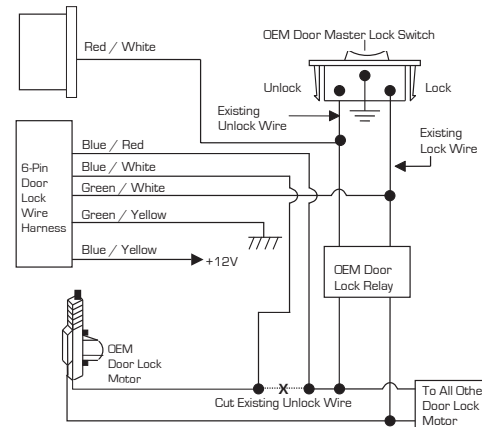 Red / White
OEM Door Master Lock Switch
Unlock
Lock
Existing
Unlock Wire
Existing
Lock Wire
6-Pin
Door
Lock
Wire
Harness
Blue / Red
Blue / White
Green / White
Green / Yellow
Blue / Yellow
+12V
OEM Door
Lock Relay
OEM
Door Lock
Motor
X
Cut Existing Unlock Wire
To All Othe
Door Lock
Motor